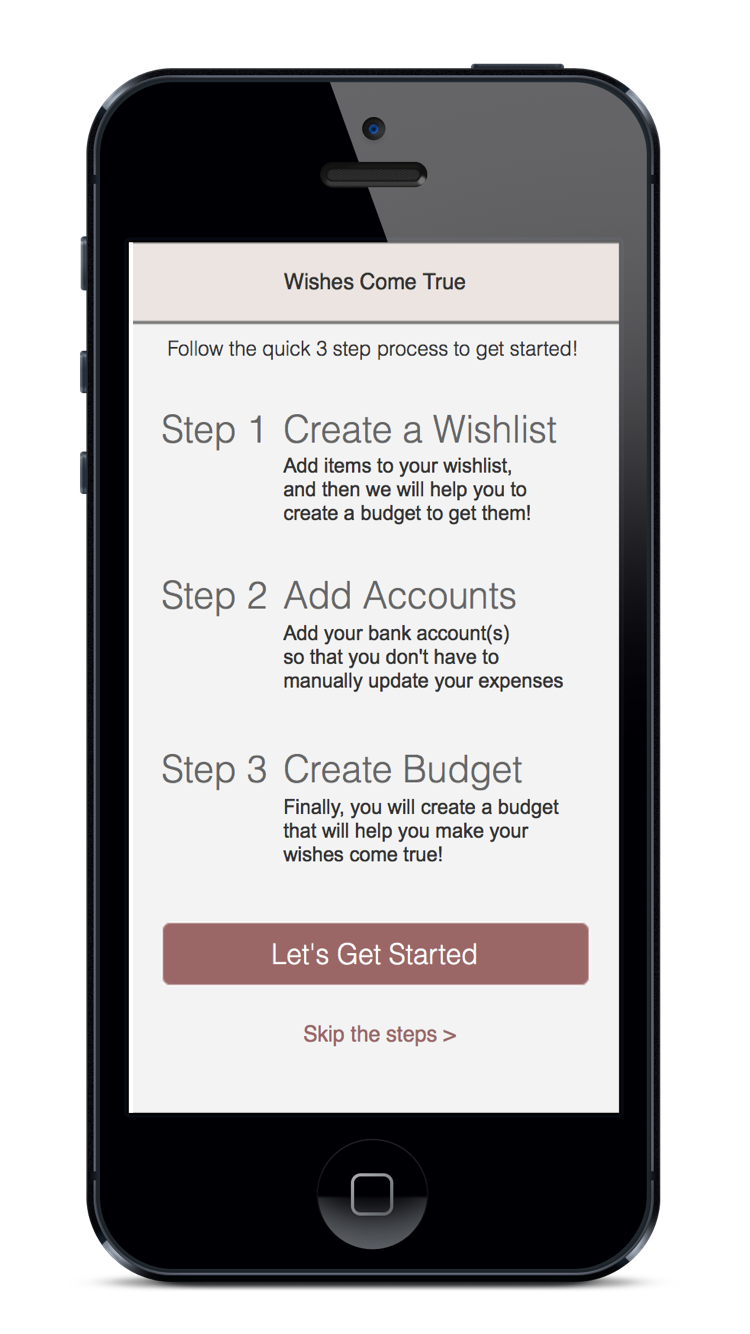 Wishes Come True
Follow the quick 3 step process to get started!
Step 1 Create a Wishlist
Add items to your wishlist,
and then we will help you to
create a budget to get them!
Step 2 Add Accounts
Add your bank account(s)
so that you don't have to
manually update your expenses
Step 3 Create Budget
Finally, you will create a budget
that will help you make your
wishes come true!
Let's Get Started
Skip the steps >